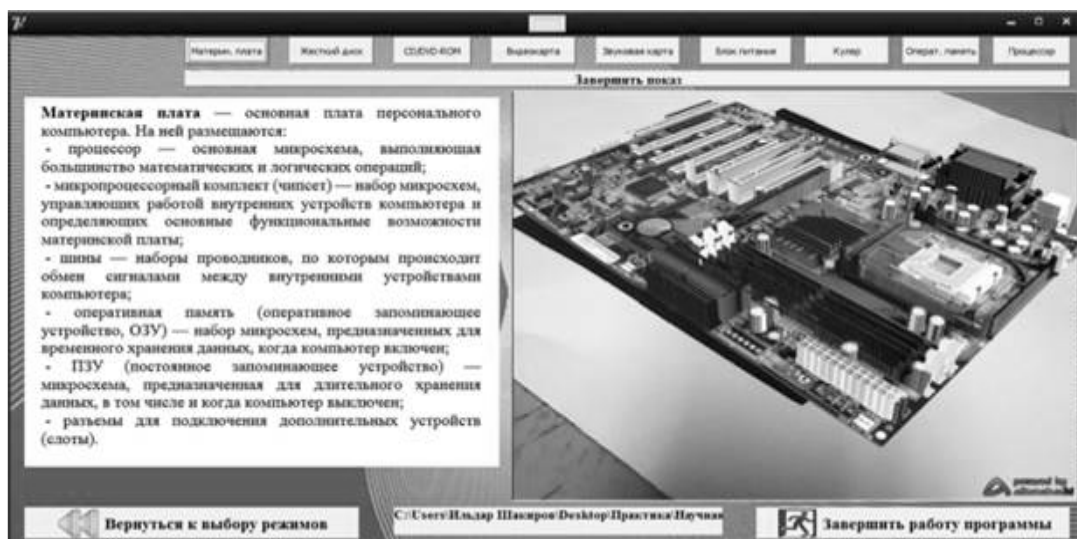 Материн. плата
Жесткий диск
CD/DVD-ROM
Видеокарта
Звуковая карта
Блок питания
Кулер
Операт. память
Процессор
Завершить показ
Материнская плата — основная плата персонального
компьютера. На ней размещаются:
- процессор — основная микросхема, выполняющая
большинство математических и логических операций;
- микропроцессорный комплект (чипсет) — набор микросхем,
управляющих работой внутренних устройств компьютера и
определяющих основные функциональные возможности
материнской платы;
- шины — наборы проводников, по которым происходит
обмен сигналами между внутренними устройствами
компьютера;
- оперативная память (оперативное запоминающее
устройство, ОЗУ) — набор микросхем, предназначенных для
временного хранения данных, когда компьютер включен;
- ПЗУ (постоянное запоминающее устройство) —
микросхема, предназначенная для длительного хранения
данных, в том числе и когда компьютер выключен;
- разъемы для подключения дополнительных устройств
(слоты).
powered by
Вернуться к выбору режимов
C:\Users\Ильдар Шакиров\Desktop\Практика\Научная
Завершить работу программы